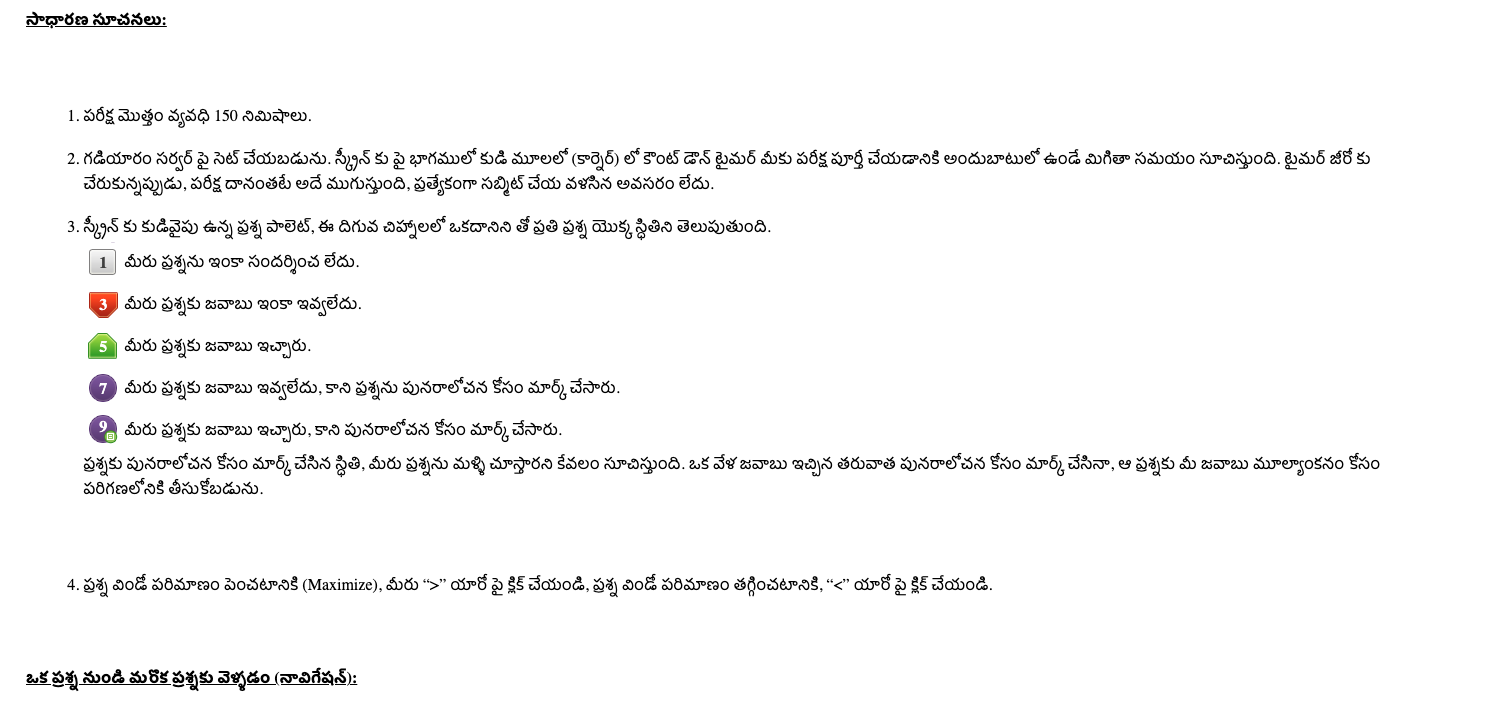 సాధారణ సూచనలు:
1. పరీక్ష మొత్తం వ్యవధి 150 నిమిషాలు.
2. గడియారం సర్వర్ పై సెట్ చేయబడును. స్క్రీన్ కు పై భాగములో కుడి మూలలో (కార్నెర్) లో కౌంట్ డౌన్ టైమర్ మీకు పరీక్ష పూర్తీ చేయడానికి అందుబాటులో ఉండే మిగితా సమయం సూచిస్తుంది. టైమర్ జీరో కు
చేరుకున్నప్పుడు, పరీక్ష దానంతటే అదే ముగుస్తుంది, ప్రత్యేకంగా సబ్మిట్ చేయ వళసిన అవసరం లేదు.
3. స్క్రీన్ కు కుడివైపు ఉన్న ప్రశ్న పాలెట్, ఈ దిగువ చిహ్నాలలో ఒకదానిని తో ప్రతి ప్రశ్న యొక్క స్థితిని తెలుపుతుంది.
1 మీరు ప్రశ్నను ఇంకా సందర్శించ లేదు.
3 మీరు ప్రశ్నకు జవాబు ఇంకా ఇవ్వలేదు.
5 మీరు ప్రశ్నకు జవాబు ఇచ్చారు.
7 మీరు ప్రశ్నకు జవాబు ఇవ్వలేదు, కాని ప్రశ్నను పునరాలోచన కోసం మార్క్ చేసారు.
9 మీరు ప్రశ్నకు జవాబు ఇచ్చారు, కాని పునరాలోచన కోసం మార్క్ చేసారు.
ప్రశ్నకు పునరాలోచన కోసం మార్క్ చేసిన స్థితి, మీరు ప్రశ్నను మళ్ళి చూస్తారని కేవలం సూచిస్తుంది. ఒక వేళ జవాబు ఇచ్చిన తరువాత పునరాలోచన కోసం మార్క్ చేసినా, ఆ ప్రశ్నకు మీ జవాబు మూల్యాంకనం కోసం
పరిగణలోనికి తీసుకోబడును.
4. ప్రశ్న విండో పరిమాణం పెంచటానికి (Maximize), మీరు “>” యారో పై క్లిక్ చేయండి, ప్రశ్న విండో పరిమాణం తగ్గించటానికి, “<” యారో పై క్లిక్ చేయండి.
ఒక ప్రశ్న నుండి మరొక ప్రశ్నకు వెళ్ళడం (నావిగేషన్):